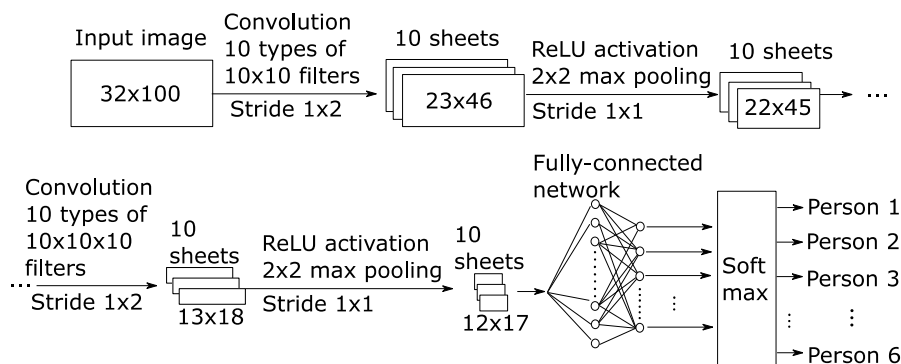 Input image
32x100
Convolution
10 types of
10x10 filters
Stride 1x2
10 sheets
23x46
ReLU activation
2x2 max pooling
Stride 1x1
10 sheets
22x45
...
...
Convolution
10 types of
10x10x10
filters
Stride 1x2
10
sheets
13x18
ReLU activation
2x2 max pooling
Stride 1x1
10
sheets
12x17
Fully-connected
network
Soft
max
Person 1
Person 2
Person 3
Person 6